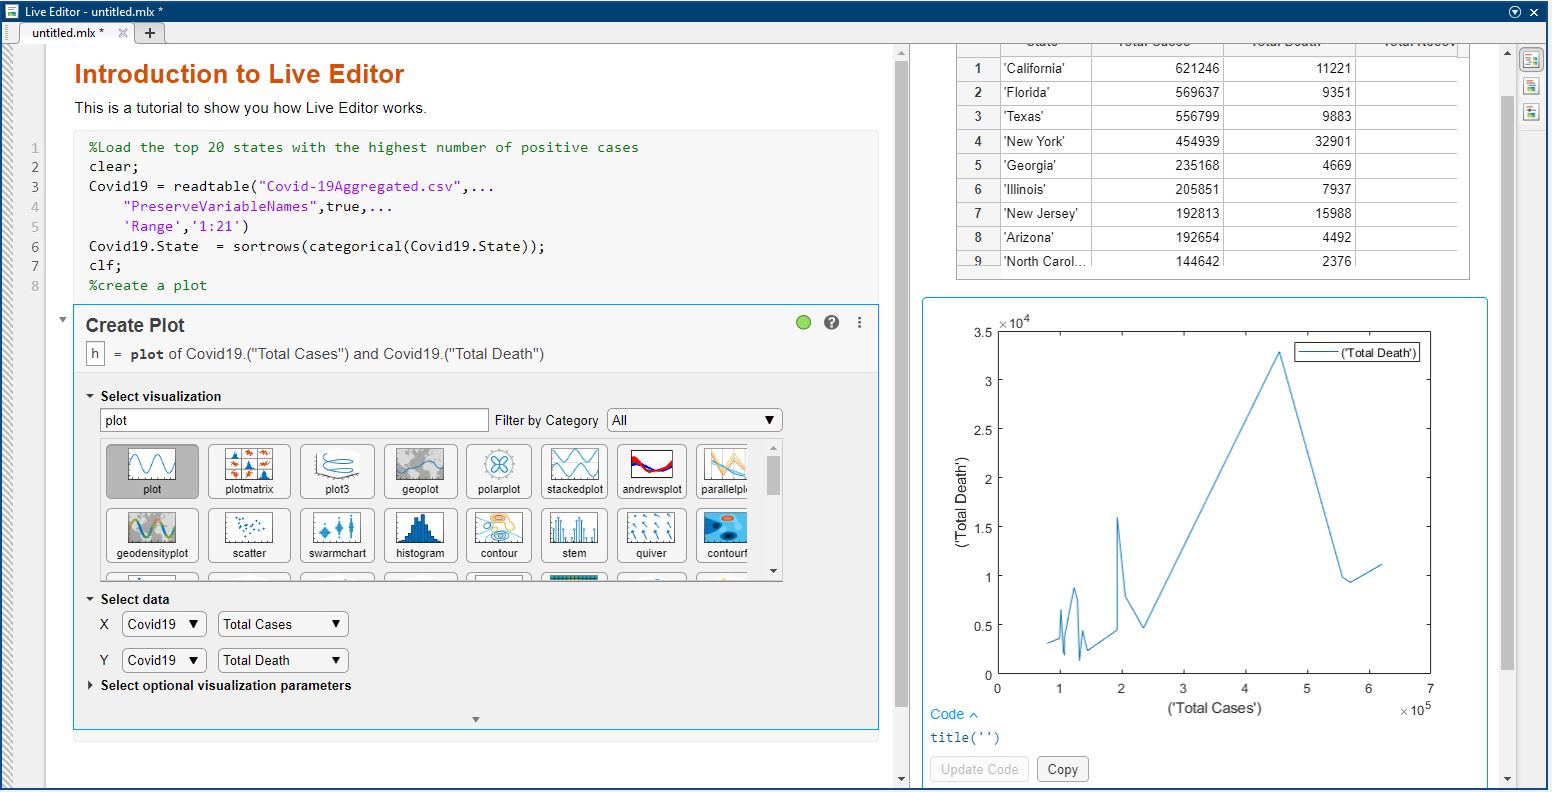 Live Editor - untitled.mlx *
untitled.mlx *
Introduction to Live Editor
This is a tutorial to show you how Live Editor works.
1 %Load the top 20 states with the highest number of positive cases
2 clear;
3 Covid19 = readtable("Covid-19Aggregated.csv",...
4 "PreserveVariableNames",true,...
5 'Range','1:21')
6 Covid19.State  = sortrows(categorical(Covid19.State));
7 clf;
8 %create a plot
Create Plot
h = plot of Covid19.("Total Cases") and Covid19.("Total Death")
Select visualization
plot Filter by Category All
plot plotmatrix plot3 geoplot polarplot stackedplot andrewsplot parallelpl
geodensityplot scatter swarmchart histogram contour stem quiver contourf
Select data
X Covid19 Total Cases
Y Covid19 Total Death
Select optional visualization parameters
State Total Cases Total Death
1 'California' 621246 11221
2 'Florida' 569637 9351
3 'Texas' 556799 9883
4 'New York' 454939 32901
5 'Georgia' 235168 4669
6 'Illinois' 205851 7937
7 'New Jersey' 192813 15988
8 'Arizona' 192654 4492
9 'North Carol... 144642 2376
×10⁴
3.5
3
2.5
2
1.5
1
0.5
0
('Total Death')
('Total Death')
0 1 2 3 4 5 6 7
('Total Cases')
×10⁵
Code
title('')
Update Code Copy